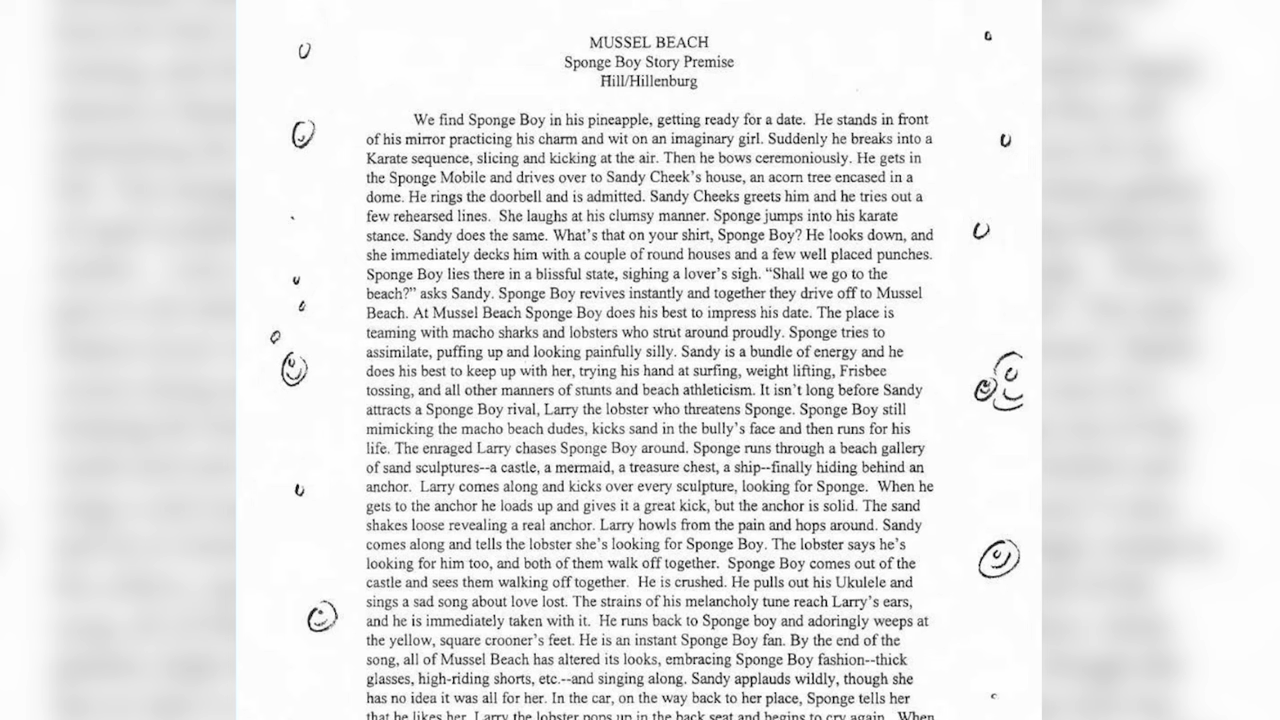 MUSSEL BEACH
Sponge Boy Story Premise
Hill/Hillenburg
We find Sponge Boy in his pineapple, getting ready for a date. He stands in front
of his mirror practicing his charm and wit on an imaginary girl. Suddenly he breaks into a
Karate sequence, slicing and kicking at the air. Then he bows ceremoniously. He gets in
the Sponge Mobile and drives over to Sandy Cheek's house, an acorn tree encased in a
dome. He rings the doorbell and is admitted. Sandy Cheeks greets him and he tries out a
few rehearsed lines. She laughs at his clumsy manner. Sponge jumps into his karate
stance. Sandy does the same. What's that on your shirt, Sponge Boy? He looks down, and
she immediately decks him with a couple of round houses and a few well placed punches.
Sponge Boy lies there in a blissful state, sighing a lover's sigh. "Shall we go to the
beach?" asks Sandy. Sponge Boy revives instantly and together they drive off to Mussel
Beach. At Mussel Beach Sponge Boy does his best to impress his date. The place is
teaming with macho sharks and lobsters who strut around proudly. Sponge tries to
assimilate, puffing up and looking painfully silly. Sandy is a bundle of energy and he
does his best to keep up with her, trying his hand at surfing, weight lifting, Frisbee
tossing, and all other manners of stunts and beach athleticism. It isn't long before Sandy
attracts a Sponge Boy rival, Larry the lobster who threatens Sponge. Sponge Boy still
mimicking the macho beach dudes, kicks sand in the bully's face and then runs for his
life. The enraged Larry chases Sponge Boy around. Sponge runs through a beach gallery
of sand sculptures--a castle, a mermaid, a treasure chest, a ship--finally hiding behind an
anchor. Larry comes along and kicks over every sculpture, looking for Sponge. When he
gets to the anchor he loads up and gives it a great kick, but the anchor is solid. The sand
shakes loose revealing a real anchor. Larry howls from the pain and hops around. Sandy
comes along and tells the lobster she's looking for Sponge Boy. The lobster says he's
looking for him too, and both of them walk off together. Sponge Boy comes out of the
castle and sees them walking off together. He is crushed. He pulls out his Ukulele and
sings a sad song about love lost. The strains of his melancholy tune reach Larry's ears,
and he is immediately taken with it. He runs back to Sponge boy and adoringly weeps at
the yellow, square crooner's feet. He is an instant Sponge Boy fan. By the end of the
song, all of Mussel Beach has altered its looks, embracing Sponge Boy fashion--thick
glasses, high-riding shorts, etc.--and singing along. Sandy applauds wildly, though she
has no idea it was all for her. In the car, on the way back to her place, Sponge tells her
that he likes her. Larry the lobster pops up in the back seat and begins to cry again. When